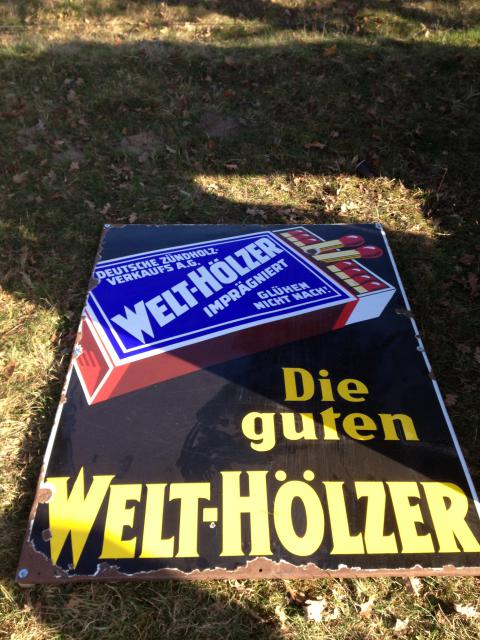 DEUTSCHE ZÜNDHOLZ-
VERKAUFS A.G.
WELT-HÖLZER
IMPRÄGNIERT
GLÜHEN
NICHT NACH!
Die
guten
WELT-HÖLZER